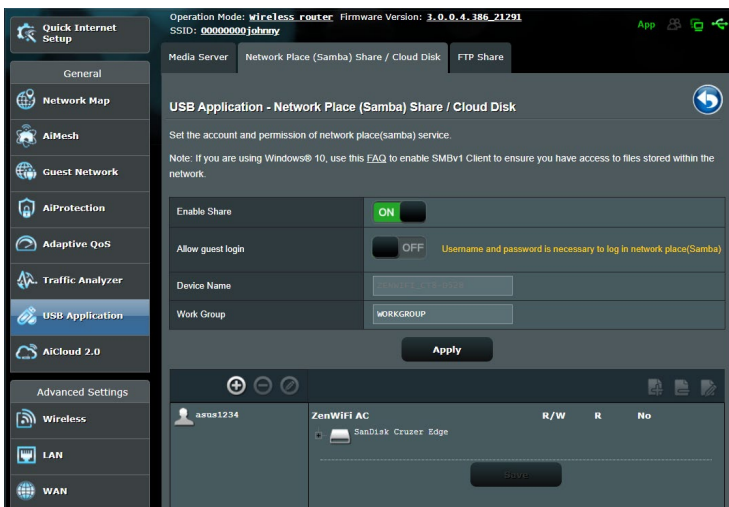 Quick Internet
Setup
General
Network Map
AiMesh
Guest Network
AiProtection
Adaptive QoS
Traffic Analyzer
USB Application
AiCloud 2.0
Advanced Settings
Wireless
LAN
WAN
Operation Mode: Wireless router Firmware Version: 3.0.0.4.386_21291
SSID: 00000000johnny
App
Media Server Network Place (Samba) Share / Cloud Disk FTP Share
USB Application - Network Place (Samba) Share / Cloud Disk
Set the account and permission of network place(samba) service.
Note: If you are using Windows® 10, use this FAQ to enable SMBv1 Client to ensure you have access to files stored within the
network.
Enable Share ON
Allow guest login OFF Username and password is necessary to log in network place(Samba)
Device Name
Work Group WORKGROUP
Apply
asus1234 ZenWiFi AC R/W R No
SanDisk Cruzer Edge
Save